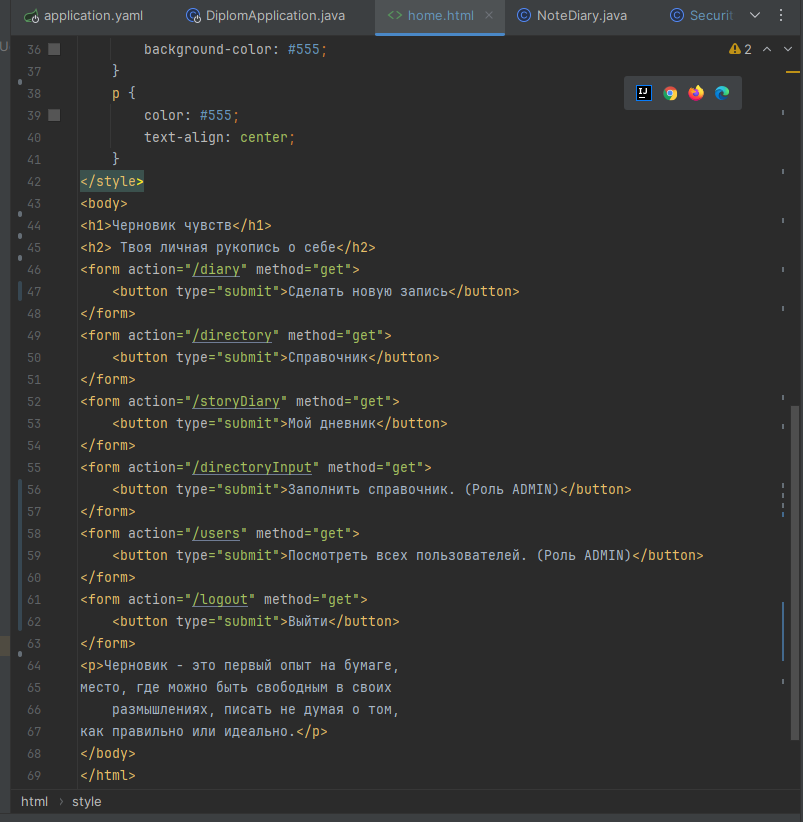 application.yaml DiplomApplication.java home.html NoteDiary.java Securit
U
36 background-color: #555; 2
37 }
38 p {
IJ
39 color: #555;
40 text-align: center;
41 }
42 </style>
43 <body>
44 <h1>Черновик чувств</h1>
45 <h2> Твоя личная рукопись о себе</h2>
46 <form action="/diary" method="get">
47 <button type="submit">Сделать новую запись</button>
48 </form>
49 <form action="/directory" method="get">
50 <button type="submit">Справочник</button>
51 </form>
52 <form action="/storyDiary" method="get">
53 <button type="submit">Мой дневник</button>
54 </form>
55 <form action="/directoryInput" method="get">
56 <button type="submit">Заполнить справочник. (Роль ADMIN)</button>
57 </form>
58 <form action="/users" method="get">
59 <button type="submit">Посмотреть всех пользователей. (Роль ADMIN)</button>
60 </form>
61 <form action="/logout" method="get">
62 <button type="submit">Выйти</button>
63 </form>
64 <p>Черновик - это первый опыт на бумаге,
65 место, где можно быть свободным в своих
66 размышлениях, писать не думая о том,
67 как правильно или идеально.</p>
68 </body>
69 </html>
html › style